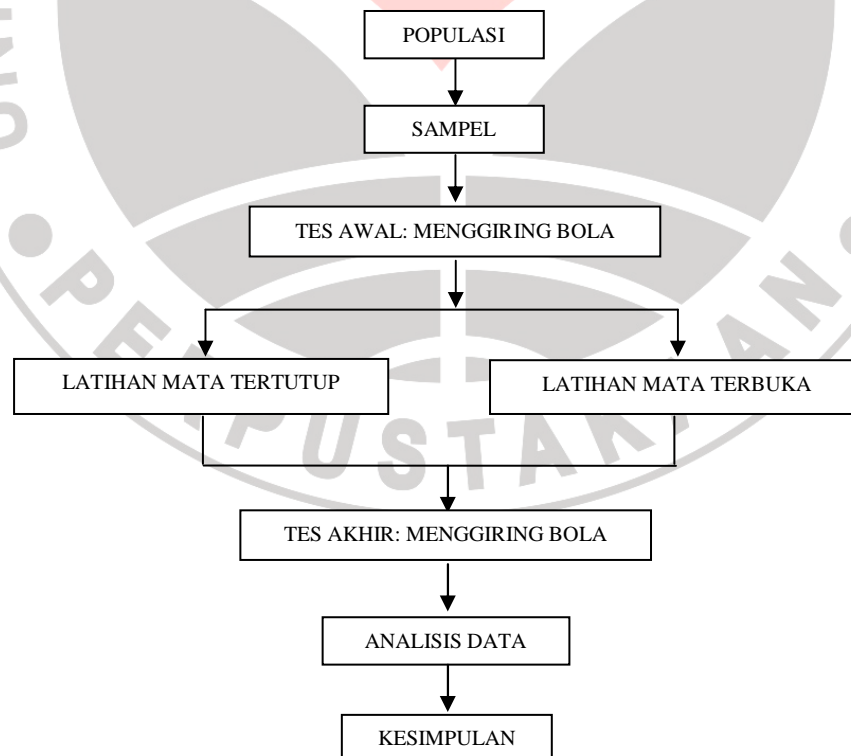 POPULASI
SAMPEL
TES AWAL: MENGGIRING BOLA
LATIHAN MATA TERTUTUP
LATIHAN MATA TERBUKA
TES AKHIR: MENGGIRING BOLA
ANALISIS DATA
KESIMPULAN